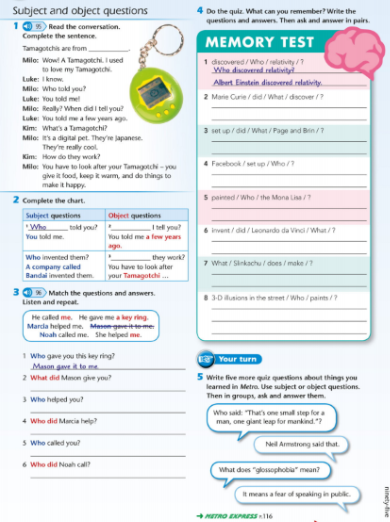 Subject and object questions
1 95 Read the conversation.
Complete the sentence.
Tamagotchis are from ____________.
Milo: Wow! A Tamagotchi. I used
to love my Tamagotchi.
Luke: I know.
Milo: Who told you?
Luke: You told me!
Milo: Really? When did I tell you?
Luke: You told me a few years ago.
Kim: What's a Tamagotchi?
Milo: It's a digital pet. They're Japanese.
They're really cool.
Kim: How do they work?
Milo: You have to look after your Tamagotchi – you
give it food, keep it warm, and do things to
make it happy.
2 Complete the chart.
Subject questions Object questions
1 Who told you? 2 ____________ I tell you?
You told me. You told me a few years
ago.
Who invented them? 3 ____________ they work?
A company called You have to look after
Bandai invented them. your Tamagotchi ...
3 96 Match the questions and answers.
Listen and repeat.
He called me. He gave me a key ring.
Marcia helped me. Mason gave it to me.
Noah called me. She helped me.
1 Who gave you this key ring?
Mason gave it to me.
2 What did Mason give you?
3 Who helped you?
4 Who did Marcia help?
5 Who called you?
6 Who did Noah call?
4 Do the quiz. What can you remember? Write the
questions and answers. Then ask and answer in pairs.
MEMORY TEST
1 discovered / Who / relativity / ?
Who discovered relativity?
Albert Einstein discovered relativity.
2 Marie Curie / did / What / discover / ?
3 set up / did / What / Page and Brin / ?
4 Facebook / set up / Who / ?
5 painted / Who / the Mona Lisa / ?
6 invent / did / Leonardo da Vinci / What / ?
7 What / Slinkachu / does / make / ?
8 3-D illusions in the street / Who / paints / ?
Your turn
5 Write five more quiz questions about things you
learned in Metro. Use subject or object questions.
Then in groups, ask and answer them.
Who said: "That's one small step for a
man, one giant leap for mankind."?
Neil Armstrong said that.
What does "glossophobia" mean?
It means a fear of speaking in public.
METRO EXPRESS p.116
ninety-five